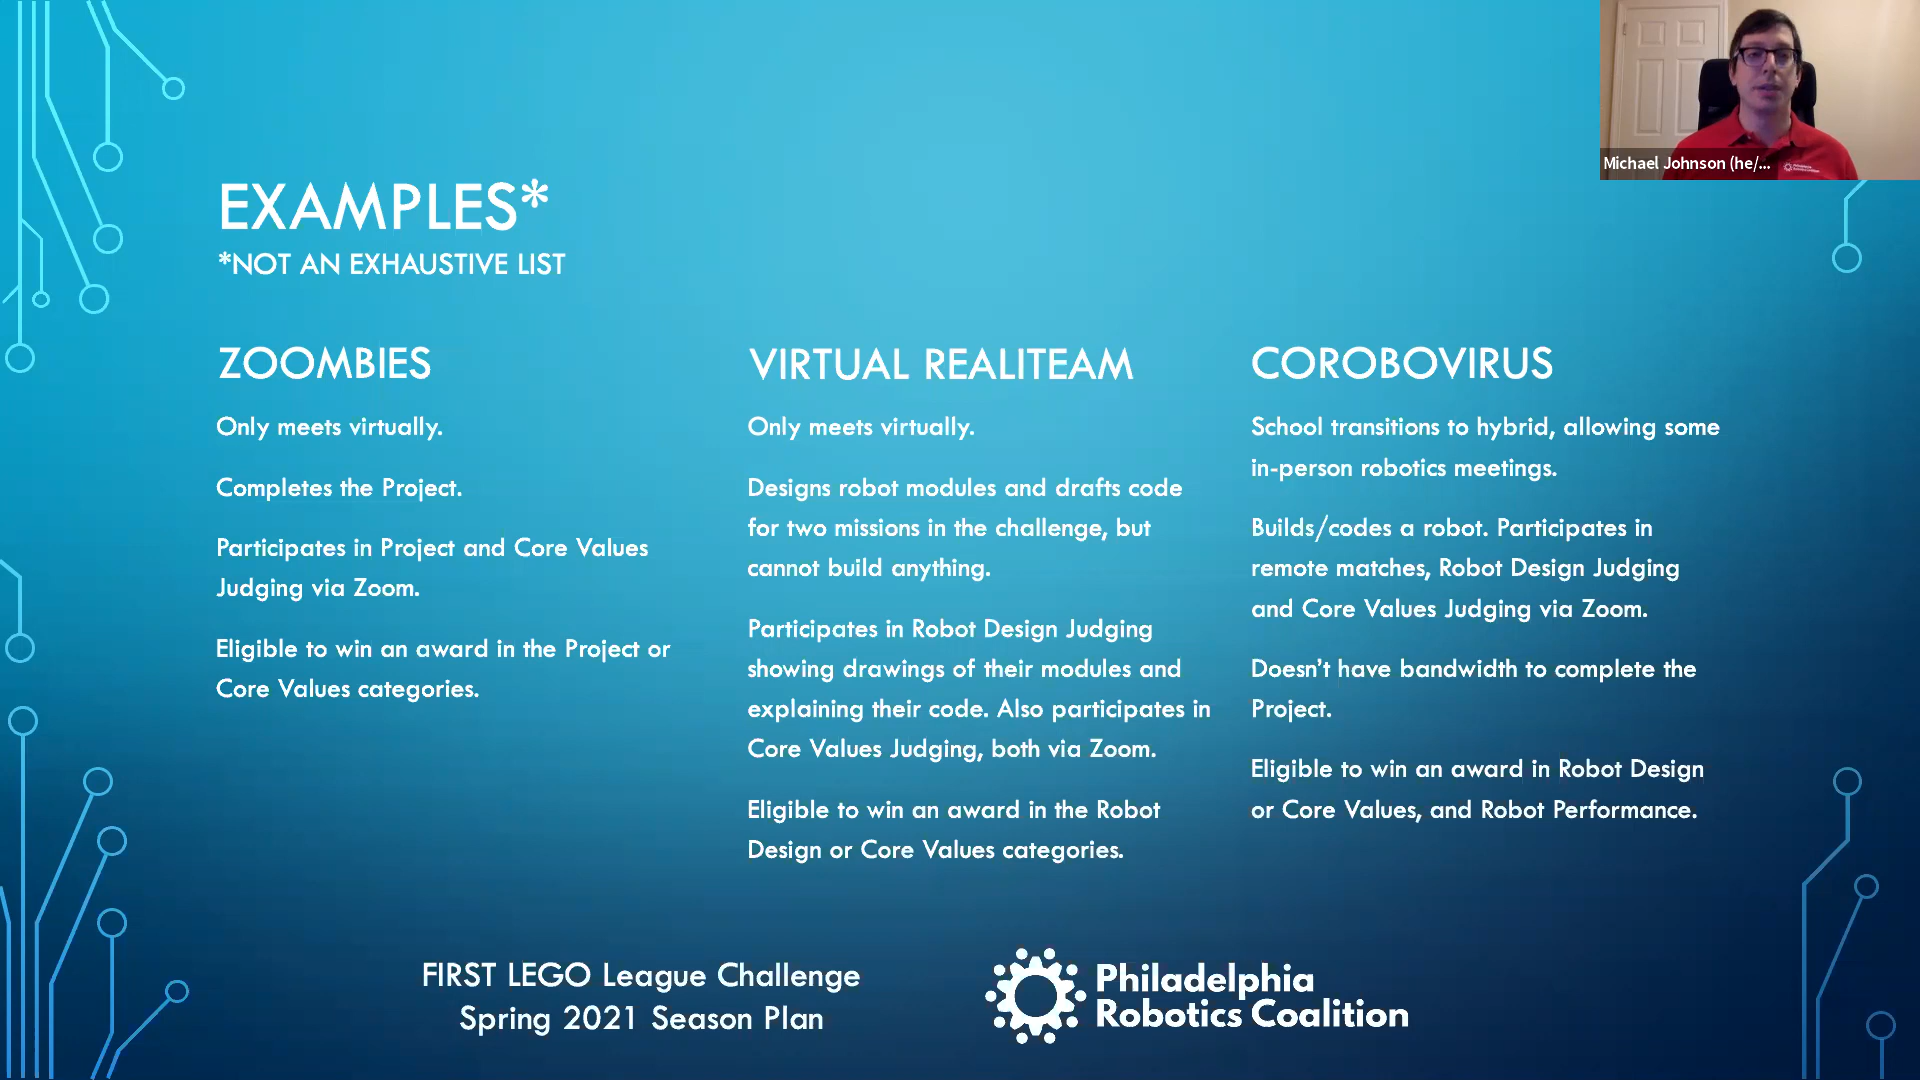 Michael Johnson (he/...
EXAMPLES*
*NOT AN EXHAUSTIVE LIST
ZOOMBIES
Only meets virtually.
Completes the Project.
Participates in Project and Core Values
Judging via Zoom.
Eligible to win an award in the Project or
Core Values categories.
VIRTUAL REALITEAM
Only meets virtually.
Designs robot modules and drafts code
for two missions in the challenge, but
cannot build anything.
Participates in Robot Design Judging
showing drawings of their modules and
explaining their code. Also participates in
Core Values Judging, both via Zoom.
Eligible to win an award in the Robot
Design or Core Values categories.
COROBOVIRUS
School transitions to hybrid, allowing some
in-person robotics meetings.
Builds/codes a robot. Participates in
remote matches, Robot Design Judging
and Core Values Judging via Zoom.
Doesn't have bandwidth to complete the
Project.
Eligible to win an award in Robot Design
or Core Values, and Robot Performance.
FIRST LEGO League Challenge
Spring 2021 Season Plan
Philadelphia
Robotics Coalition